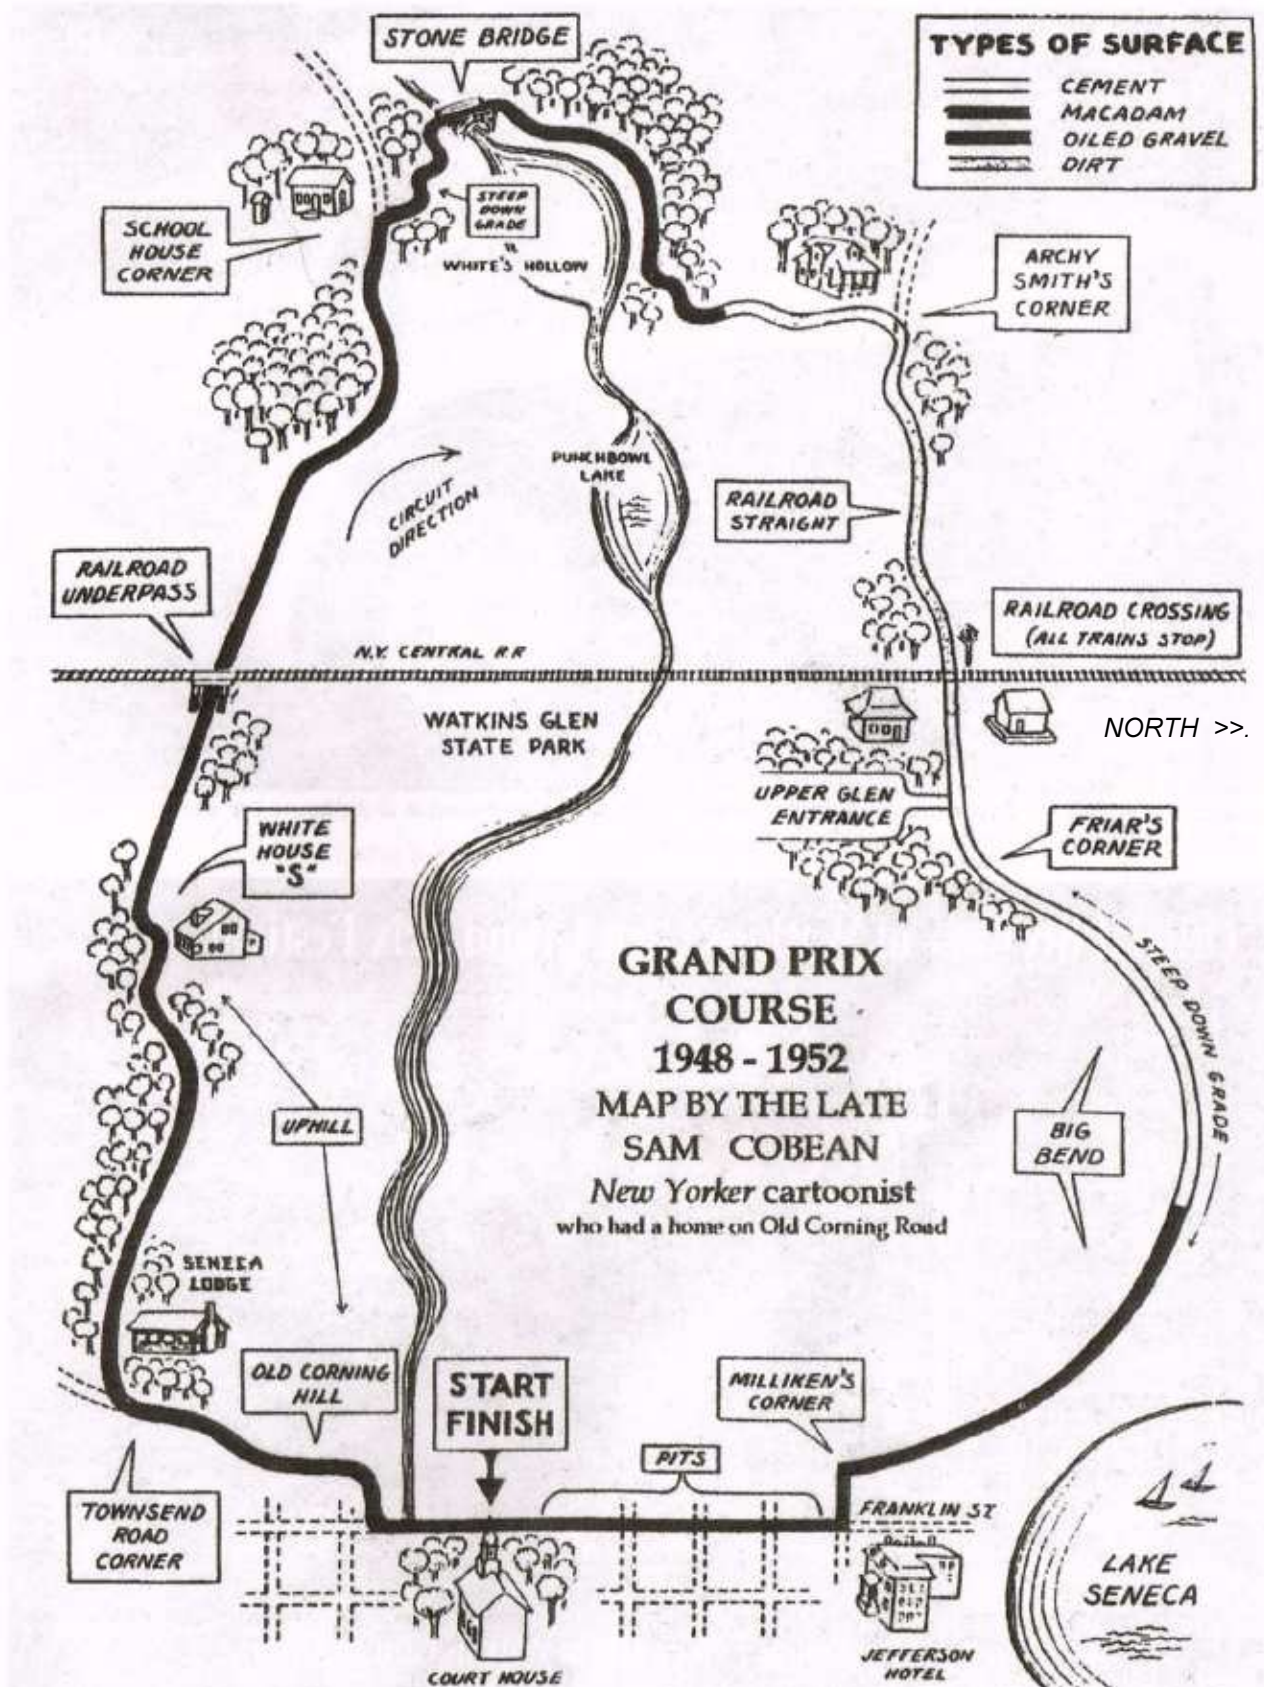 STONE BRIDGE
TYPES OF SURFACE
CEMENT
MACADAM
OILED GRAVEL
DIRT
SCHOOL
HOUSE
CORNER
STEEP
DOWN
GRADE
WHITE'S HOLLOW
ARCHY
SMITH'S
CORNER
PUNCHBOWL
LAKE
CIRCUIT
DIRECTION
RAILROAD
STRAIGHT
RAILROAD
UNDERPASS
RAILROAD CROSSING
(ALL TRAINS STOP)
N.Y. CENTRAL R.R
WATKINS GLEN
STATE PARK
NORTH >>.
UPPER GLEN
ENTRANCE
WHITE
HOUSE
"S"
FRIAR'S
CORNER
STEEP DOWN GRADE
GRAND PRIX
COURSE
1948 - 1952
MAP BY THE LATE
SAM COBEAN
New Yorker cartoonist
who had a home on Old Corning Road
UPHILL
BIG
BEND
SENECA
LODGE
OLD CORNING
HILL
START
FINISH
MILLIKEN'S
CORNER
PITS
TOWNSEND
ROAD
CORNER
FRANKLIN ST.
LAKE
SENECA
COURT HOUSE
JEFFERSON
HOTEL